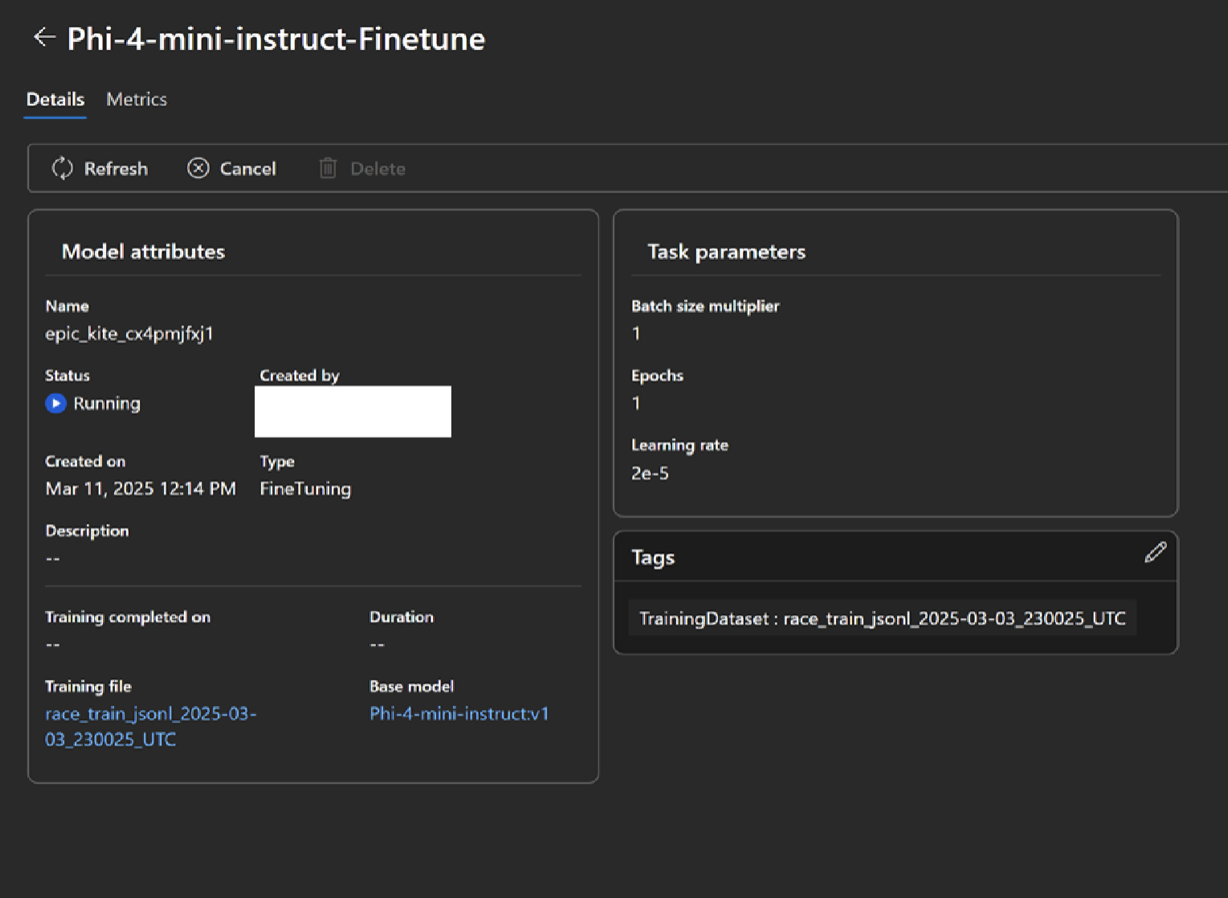 Phi-4-mini-instruct-Finetune
Details Metrics
Refresh Cancel Delete
Model attributes
Name
epic_kite_cx4pmjfxj1
Status Created by
Running
Created on Type
Mar 11, 2025 12:14 PM FineTuning
Description
--
Training completed on Duration
-- --
Training file Base model
race_train_jsonl_2025-03- Phi-4-mini-instruct:v1
03_230025_UTC
Task parameters
Batch size multiplier
1
Epochs
1
Learning rate
2e-5
Tags
TrainingDataset : race_train_jsonl_2025-03-03_230025_UTC